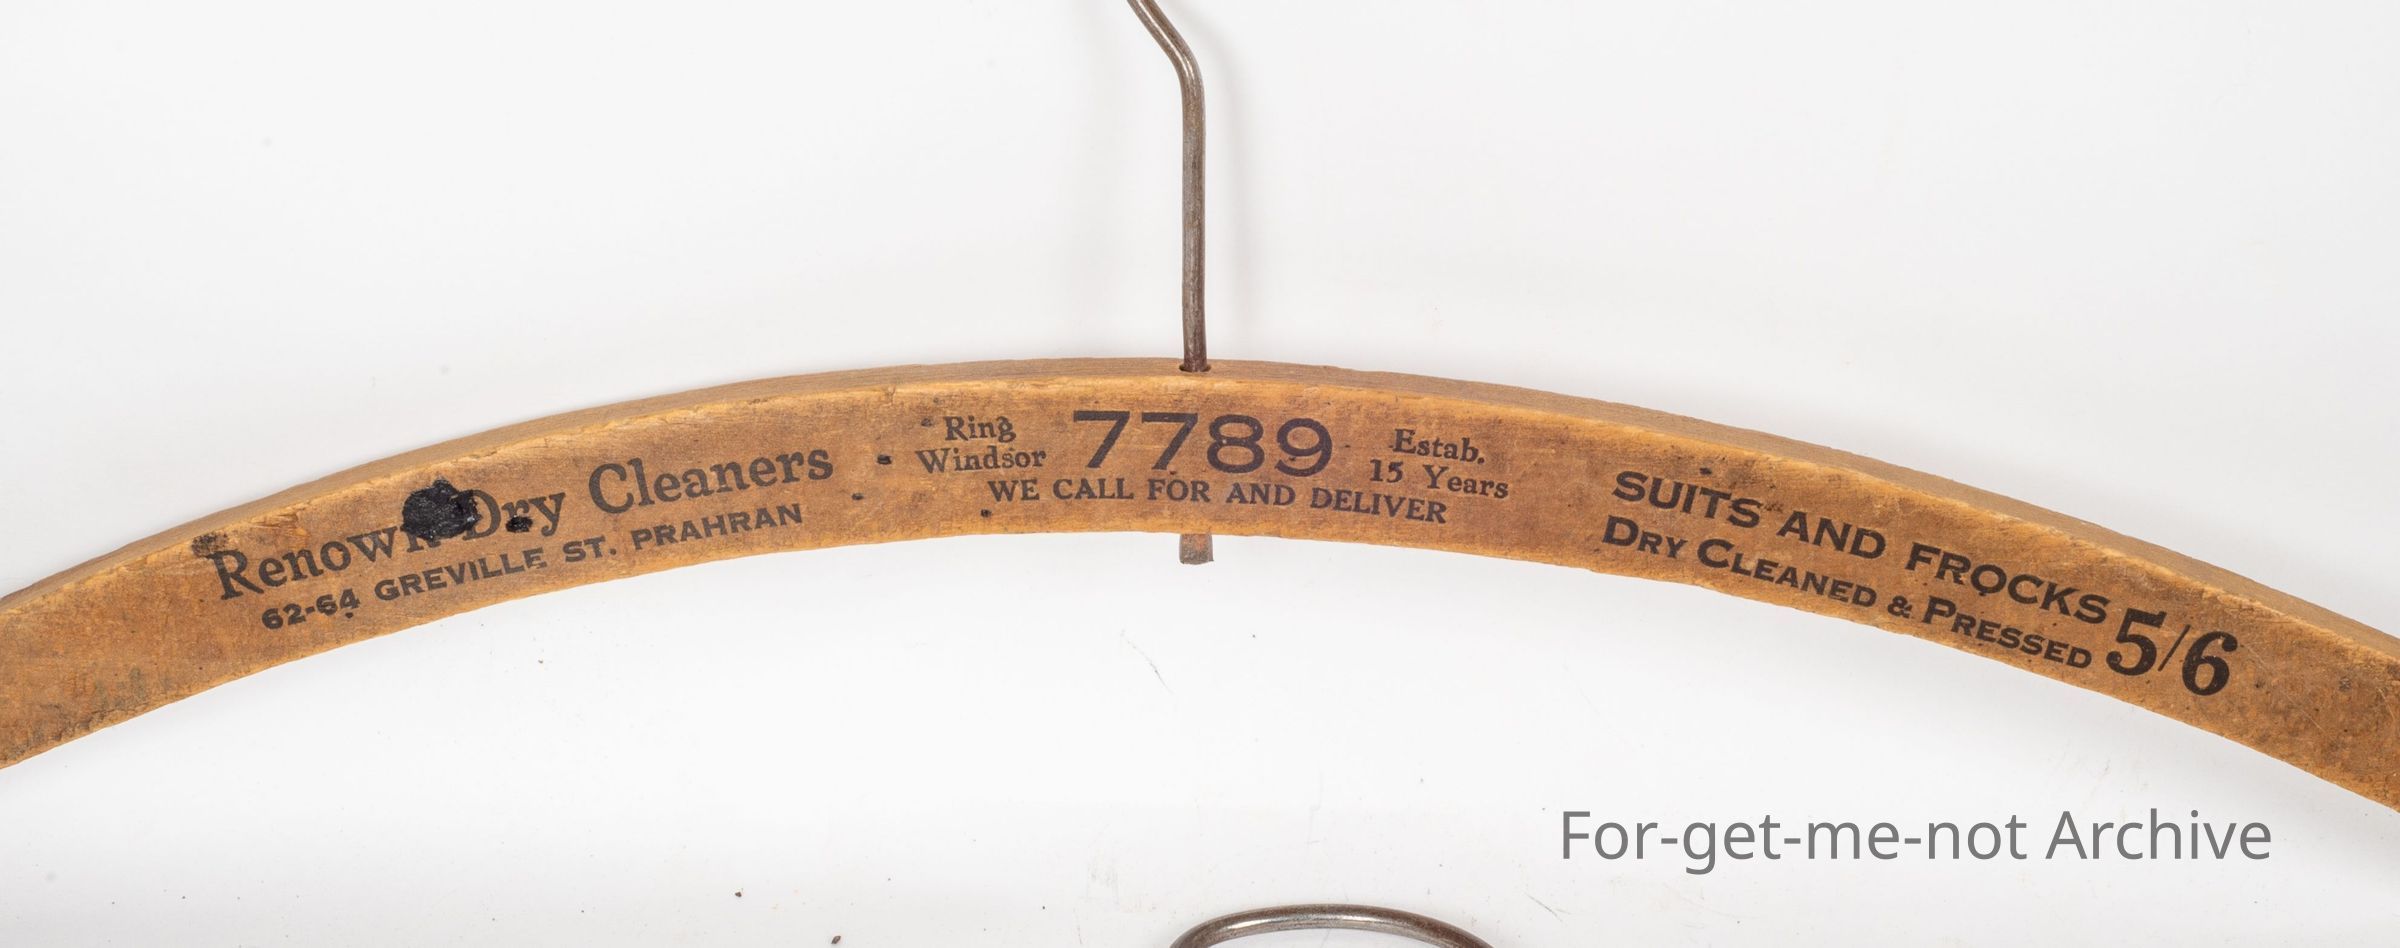 Renown Dry Cleaners
62-64 GREVILLE ST. PRAHRAN
Ring
Windsor
7789
Estab.
15 Years
WE CALL FOR AND DELIVER
SUITS AND FROCKS
DRY CLEANED & PRESSED
5/6
For-get-me-not Archive